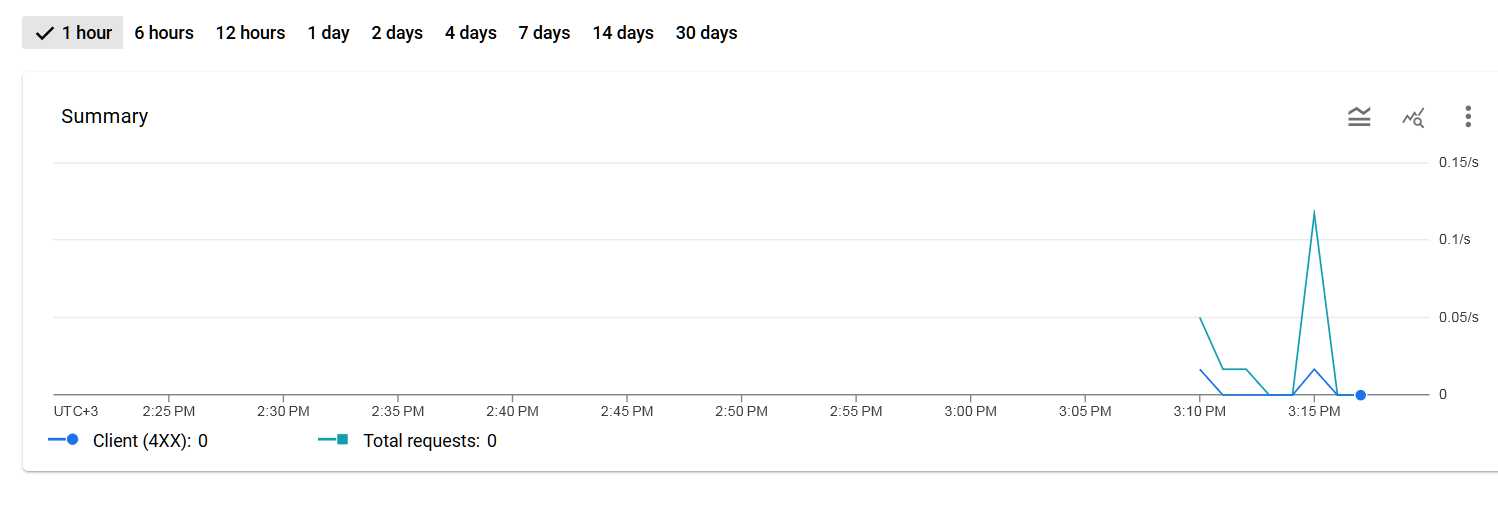 1 hour 6 hours 12 hours 1 day 2 days 4 days 7 days 14 days 30 days
Summary
0.15/s
0.1/s
0.05/s
0
UTC+3 2:25 PM 2:30 PM 2:35 PM 2:40 PM 2:45 PM 2:50 PM 2:55 PM 3:00 PM 3:05 PM 3:10 PM 3:15 PM
Client (4XX): 0 Total requests: 0